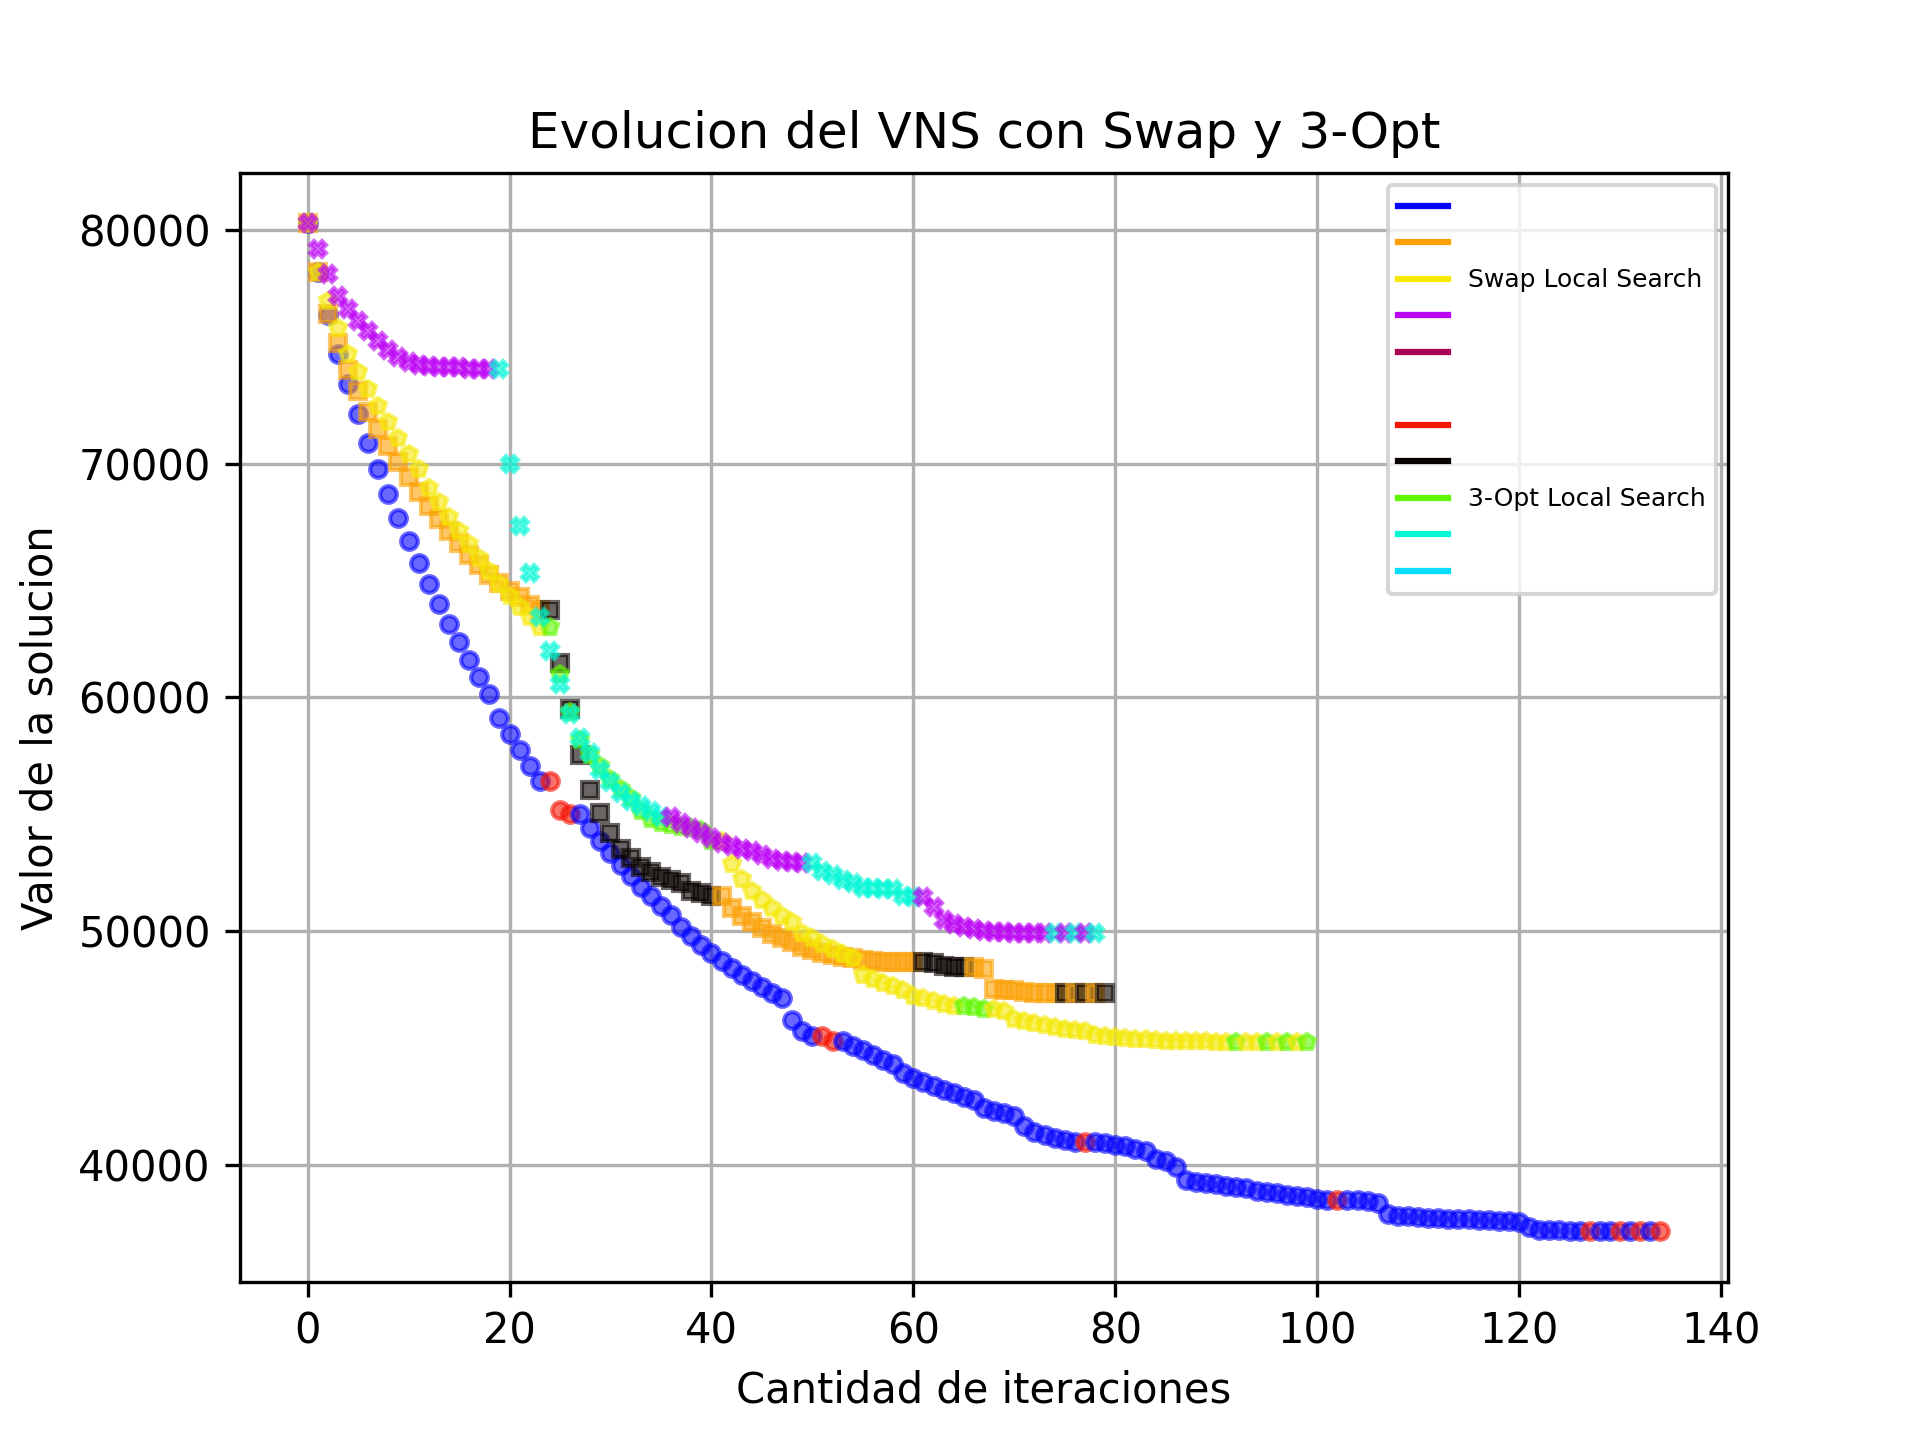 Evolucion del VNS con Swap y 3-Opt
Valor de la solucion
80000
70000
60000
50000
40000
Swap Local Search
3-Opt Local Search
0 20 40 60 80 100 120 140
Cantidad de iteraciones